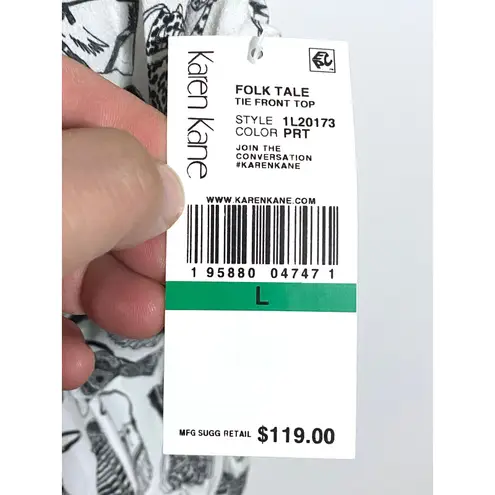 Karen Kane
FOLK TALE
TIE FRONT TOP
STYLE 1L20173
COLOR PRT
JOIN THE
CONVERSATION
#KARENKANE
WWW.KARENKANE.COM
1 95880 04747 1
L
MFG SUGG RETAIL $119.00